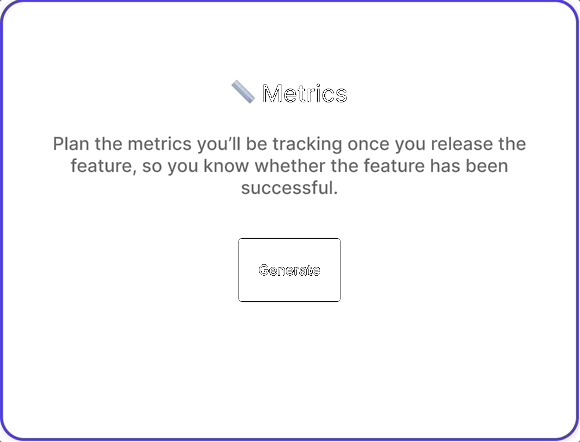 📏 Metrics
Plan the metrics you’ll be tracking once you release the
feature, so you know whether the feature has been
successful.
Generate